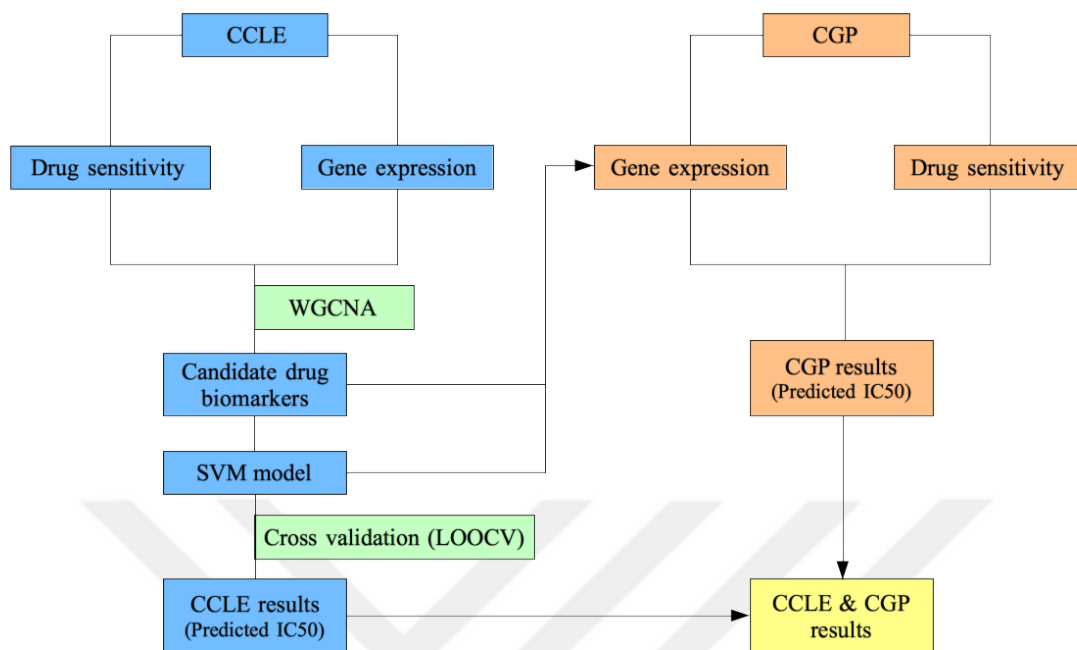 CCLE
CGP
Drug sensitivity
Gene expression
Gene expression
Drug sensitivity
WGCNA
Candidate drug
biomarkers
CGP results
(Predicted IC50)
SVM model
Cross validation (LOOCV)
CCLE results
(Predicted IC50)
CCLE & CGP
results